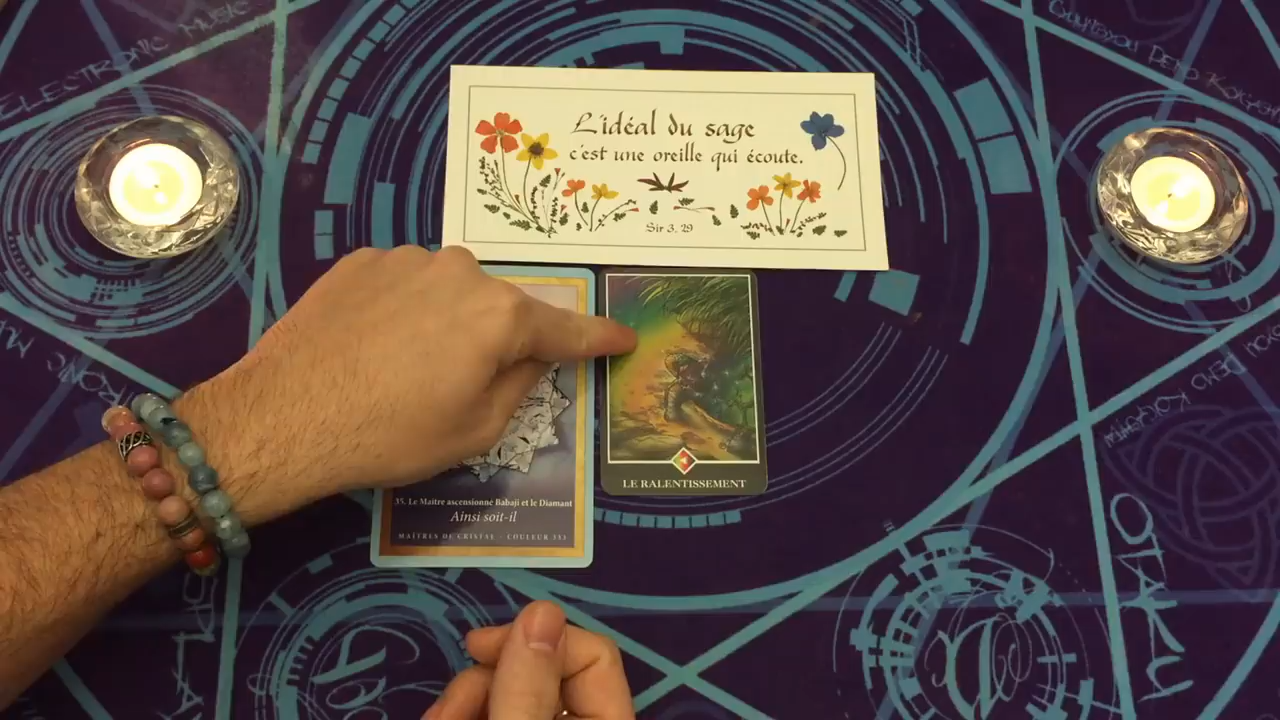 ELECTRONIC MUSIC
L'idéal du sage
c'est une oreille qui écoute.
Sir 3, 29
35. Le Maître ascensionné Babaji et le Diamant
Ainsi soit-il
MAÎTRES DE CRISTAL - COULEUR 333
LE RALENTISSEMENT
OTAKU